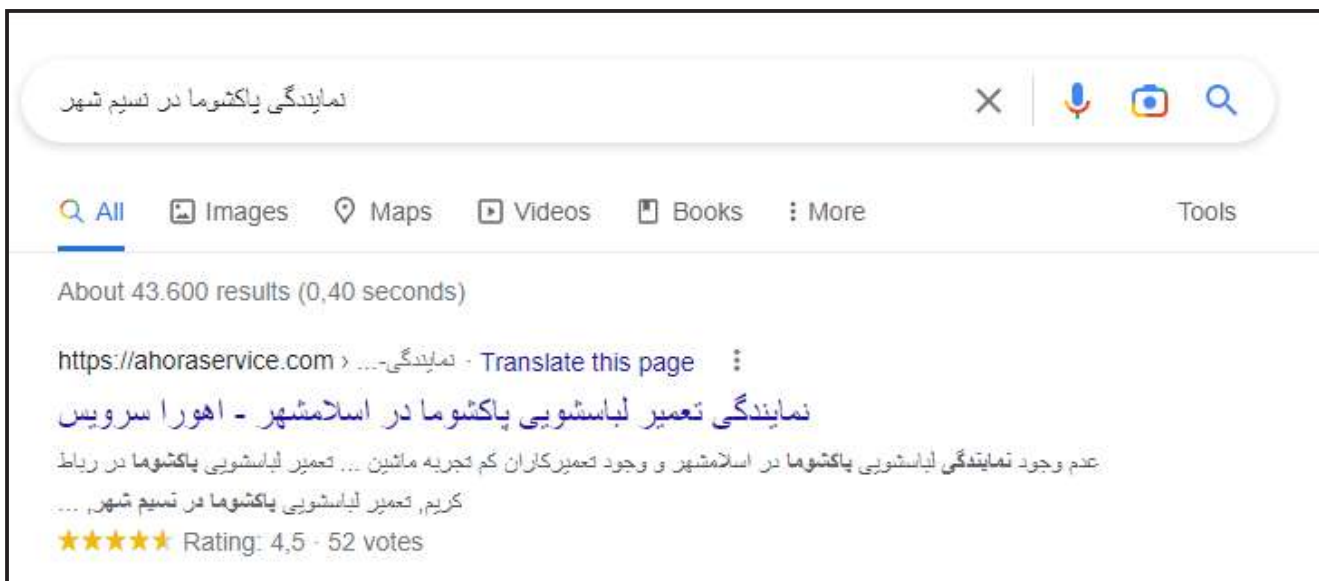 نمایندگی پاکشوما در نسیم شهر
All Images Maps Videos Books More Tools
About 43.600 results (0,40 seconds)
https://ahoraservice.com › نمایندگی-... · Translate this page
نمایندگی تعمیر لباسشویی پاکشوما در اسلامشهر - اهورا سرویس
عدم وجود نمایندگی لباسشویی پاکشوما در اسلامشهر و وجود تعمیرکاران کم تجربه ماشین ... تعمیر لباسشویی پاکشوما در رباط
کریم, تعمیر لباسشویی پاکشوما در نسیم شهر, ...
Rating: 4,5 · 52 votes